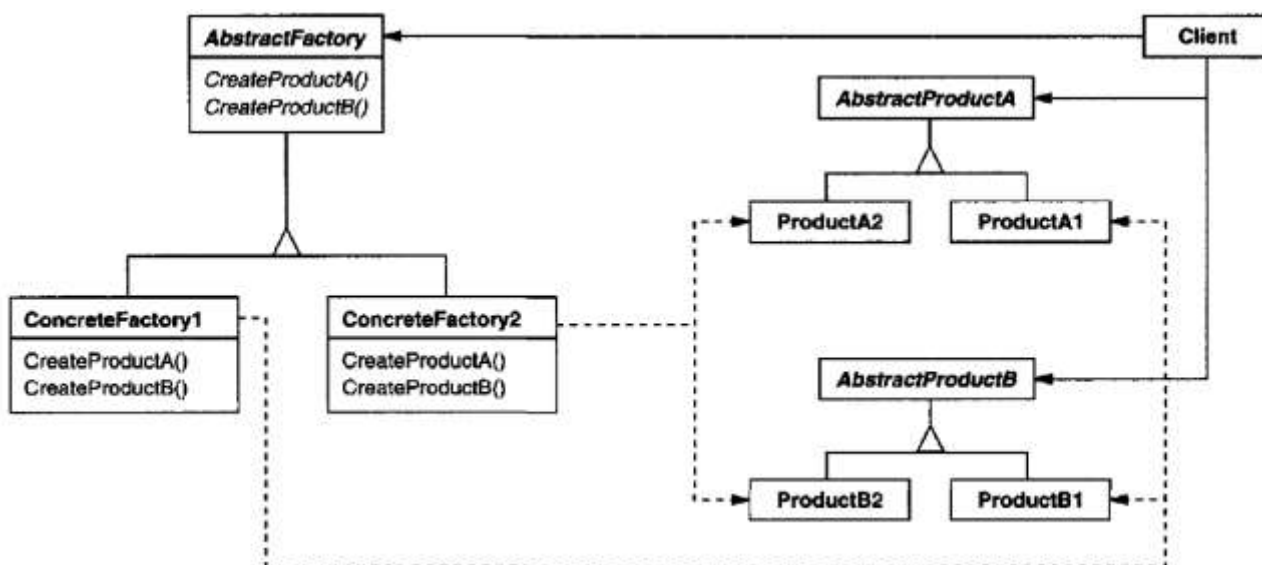 AbstractFactory
CreateProductA()
CreateProductB()
Client
AbstractProductA
ProductA2
ProductA1
ConcreteFactory1
CreateProductA()
CreateProductB()
ConcreteFactory2
CreateProductA()
CreateProductB()
AbstractProductB
ProductB2
ProductB1